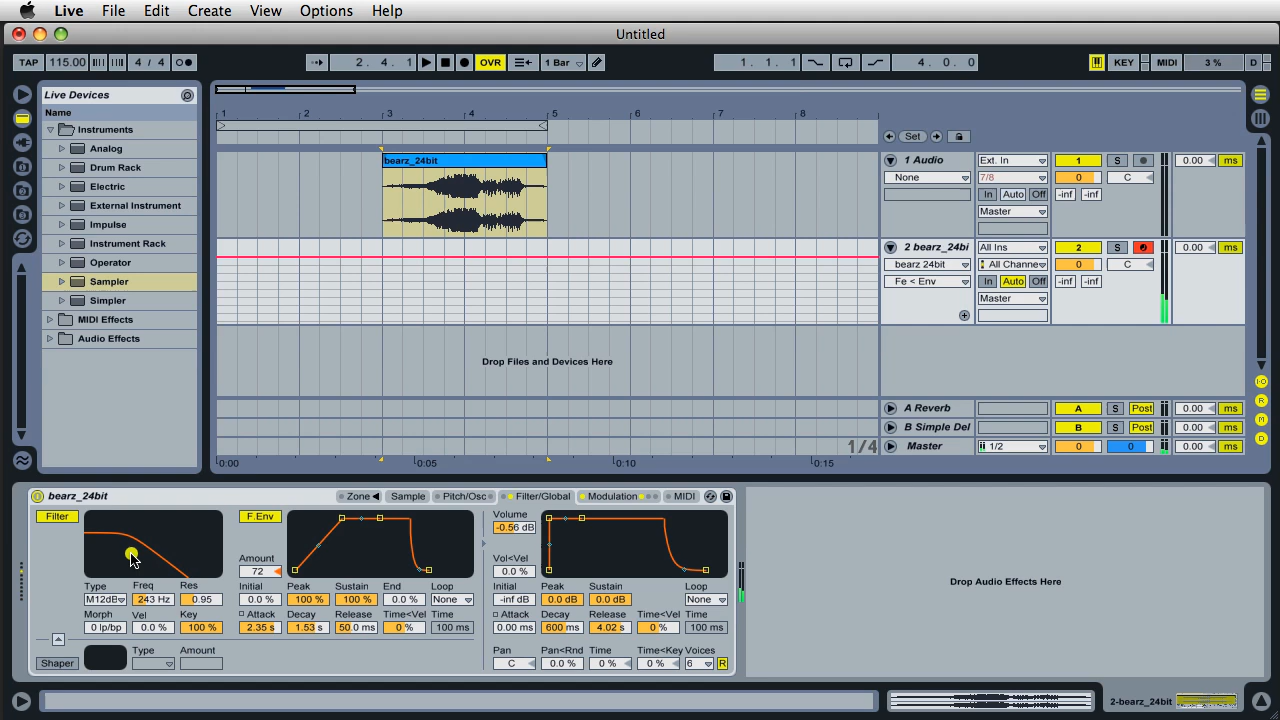 Live File Edit Create View Options Help
Untitled
TAP 115.00 4 / 4 2. 4. 1 OVR 1 Bar 1. 1. 1 4. 0. 0 KEY MIDI 3 % D
Live Devices
Name
Instruments
Analog
Drum Rack
Electric
External Instrument
Impulse
Instrument Rack
Operator
Sampler
Simpler
MIDI Effects
Audio Effects
1 2 3 4 5 6 7 8
Set
bearz_24bit
1 Audio Ext. In 1 S 0.00 ms
None 7/8 0 C
In Auto Off -inf -inf
Master
2 bearz_24bi All Ins 2 S 0.00 ms
bearz 24bit All Channe 0 C
Fe < Env In Auto Off -inf -inf
Master
Drop Files and Devices Here
A Reverb A S Post 0.00 ms
B Simple Del B S Post 0.00 ms
1/4 Master 1/2 0 0 0.00 ms
0:00 0:05 0:10 0:15
I·O
R
M
D
bearz_24bit Zone Sample Pitch/Osc Filter/Global Modulation MIDI
Filter F.Env Volume
-0.56 dB
Amount Vol<Vel
72 0.0 %
Type Freq Res Initial Peak Sustain End Loop Initial Peak Sustain Loop
M12dB 243 Hz 0.95 0.0 % 100 % 100 % 0.0 % None -inf dB 0.0 dB 0.0 dB None
Morph Vel Key Attack Decay Release Time<Vel Time Attack Decay Release Time<Vel Time
0 lp/bp 0.0 % 100 % 2.35 s 1.53 s 50.0 ms 0 % 100 ms 0.00 ms 600 ms 4.02 s 0 % 100 ms
Shaper Type Amount Pan Pan<Rnd Time Time<Key Voices
C 0.0 % 0 % 0 % 6 R
Drop Audio Effects Here
2-bearz_24bit